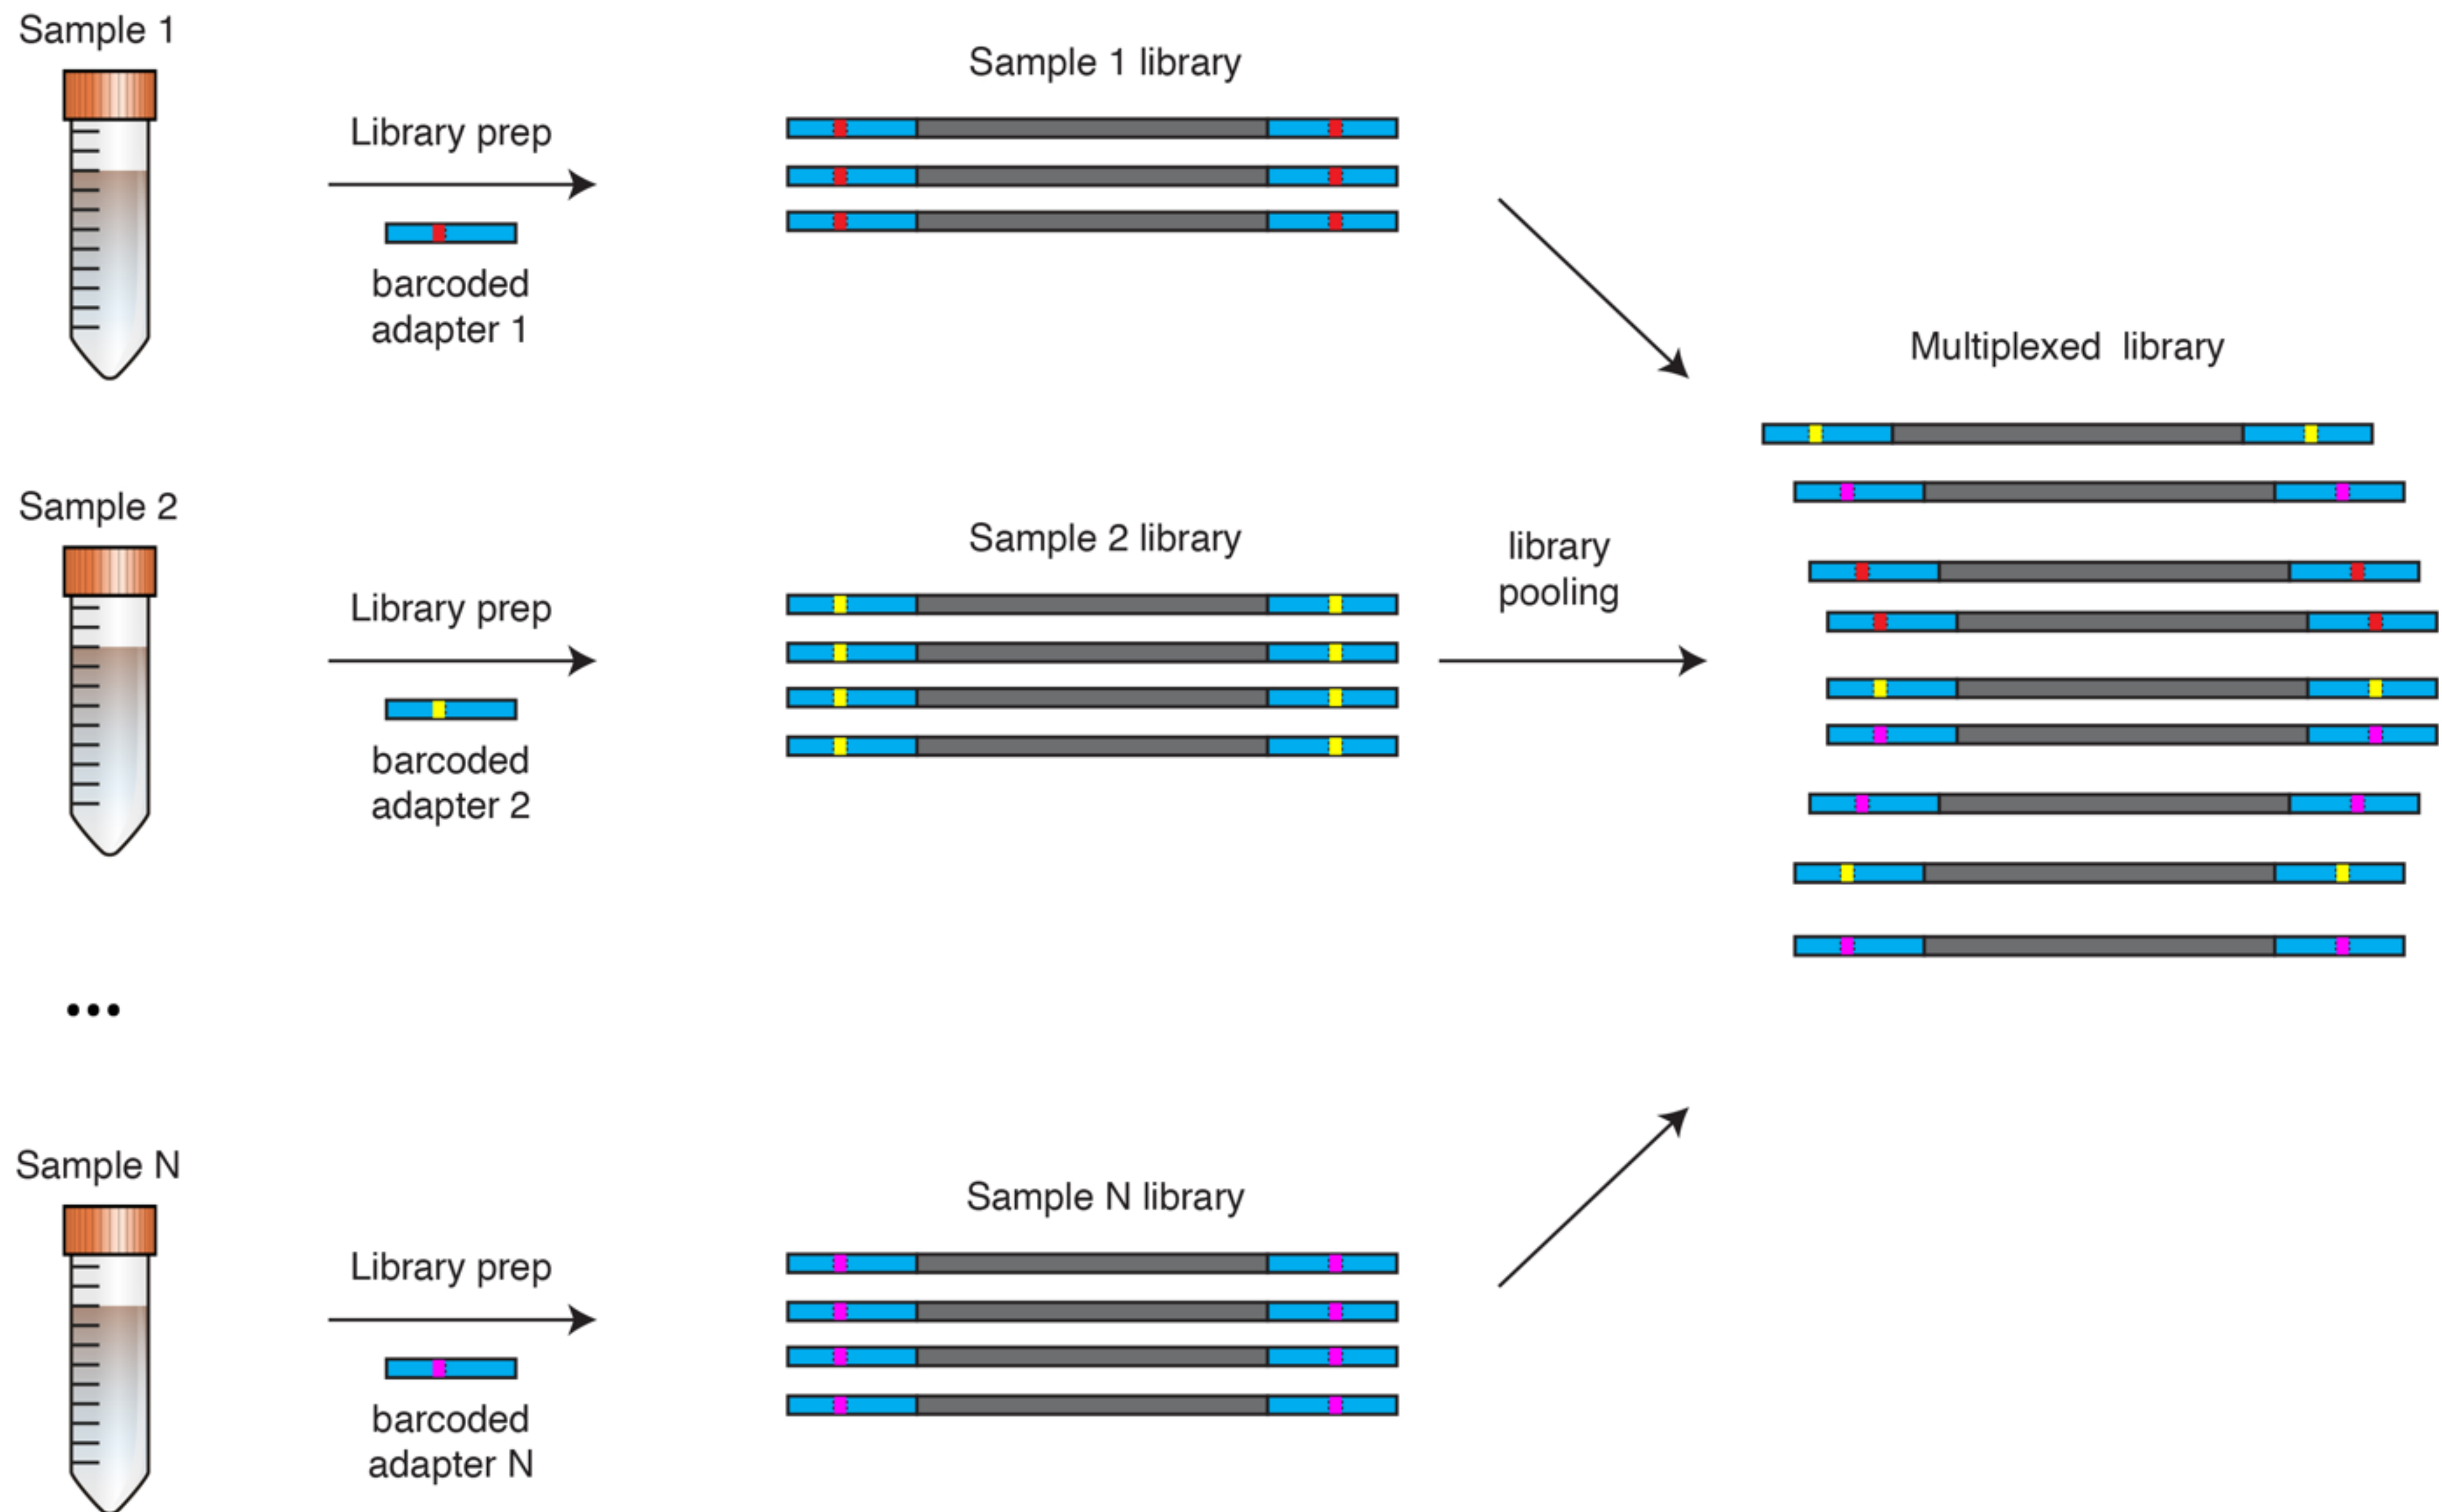 Sample 1
Library prep
barcoded
adapter 1
Sample 1 library
Sample 2
Library prep
barcoded
adapter 2
Sample 2 library
library
pooling
Multiplexed library
•••
Sample N
Library prep
barcoded
adapter N
Sample N library